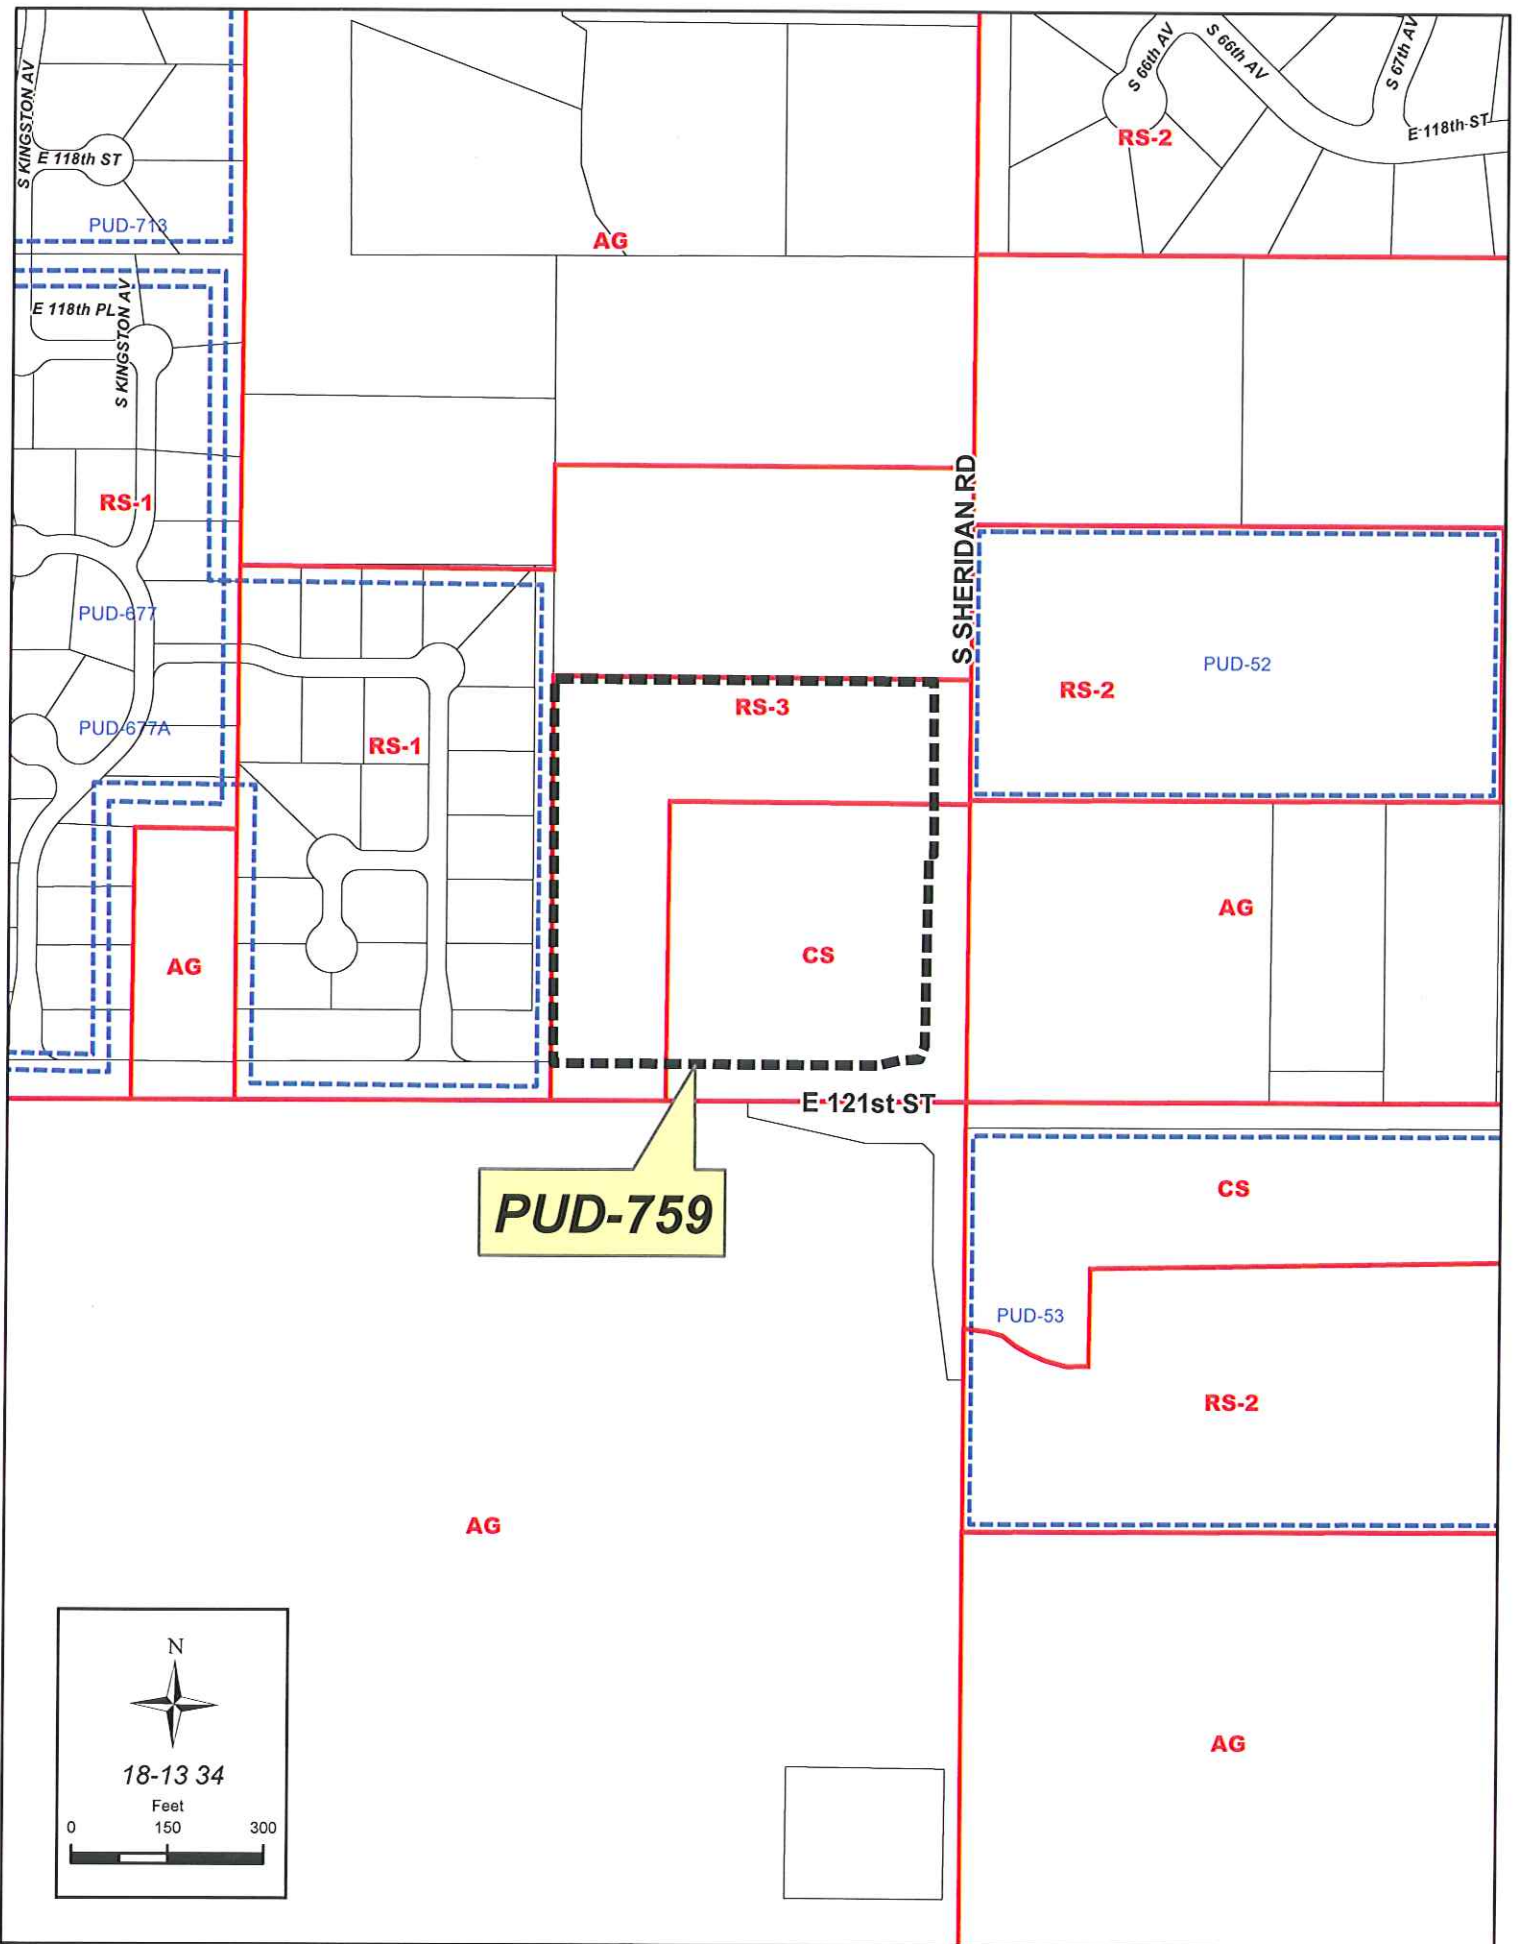 S KINGSTON AV
E 118th ST
PUD-713
S 66th AV
S 66th AV
S 67th AV
E 118th ST
RS-2
AG
E 118th PL
S KINGSTON AV
RS-1
S SHERIDAN RD
PUD-677
PUD-52
RS-2
RS-3
PUD-677A
RS-1
AG
CS
AG
E 121st ST
PUD-759
CS
PUD-53
RS-2
AG
AG
N
18-13 34
Feet
0 150 300